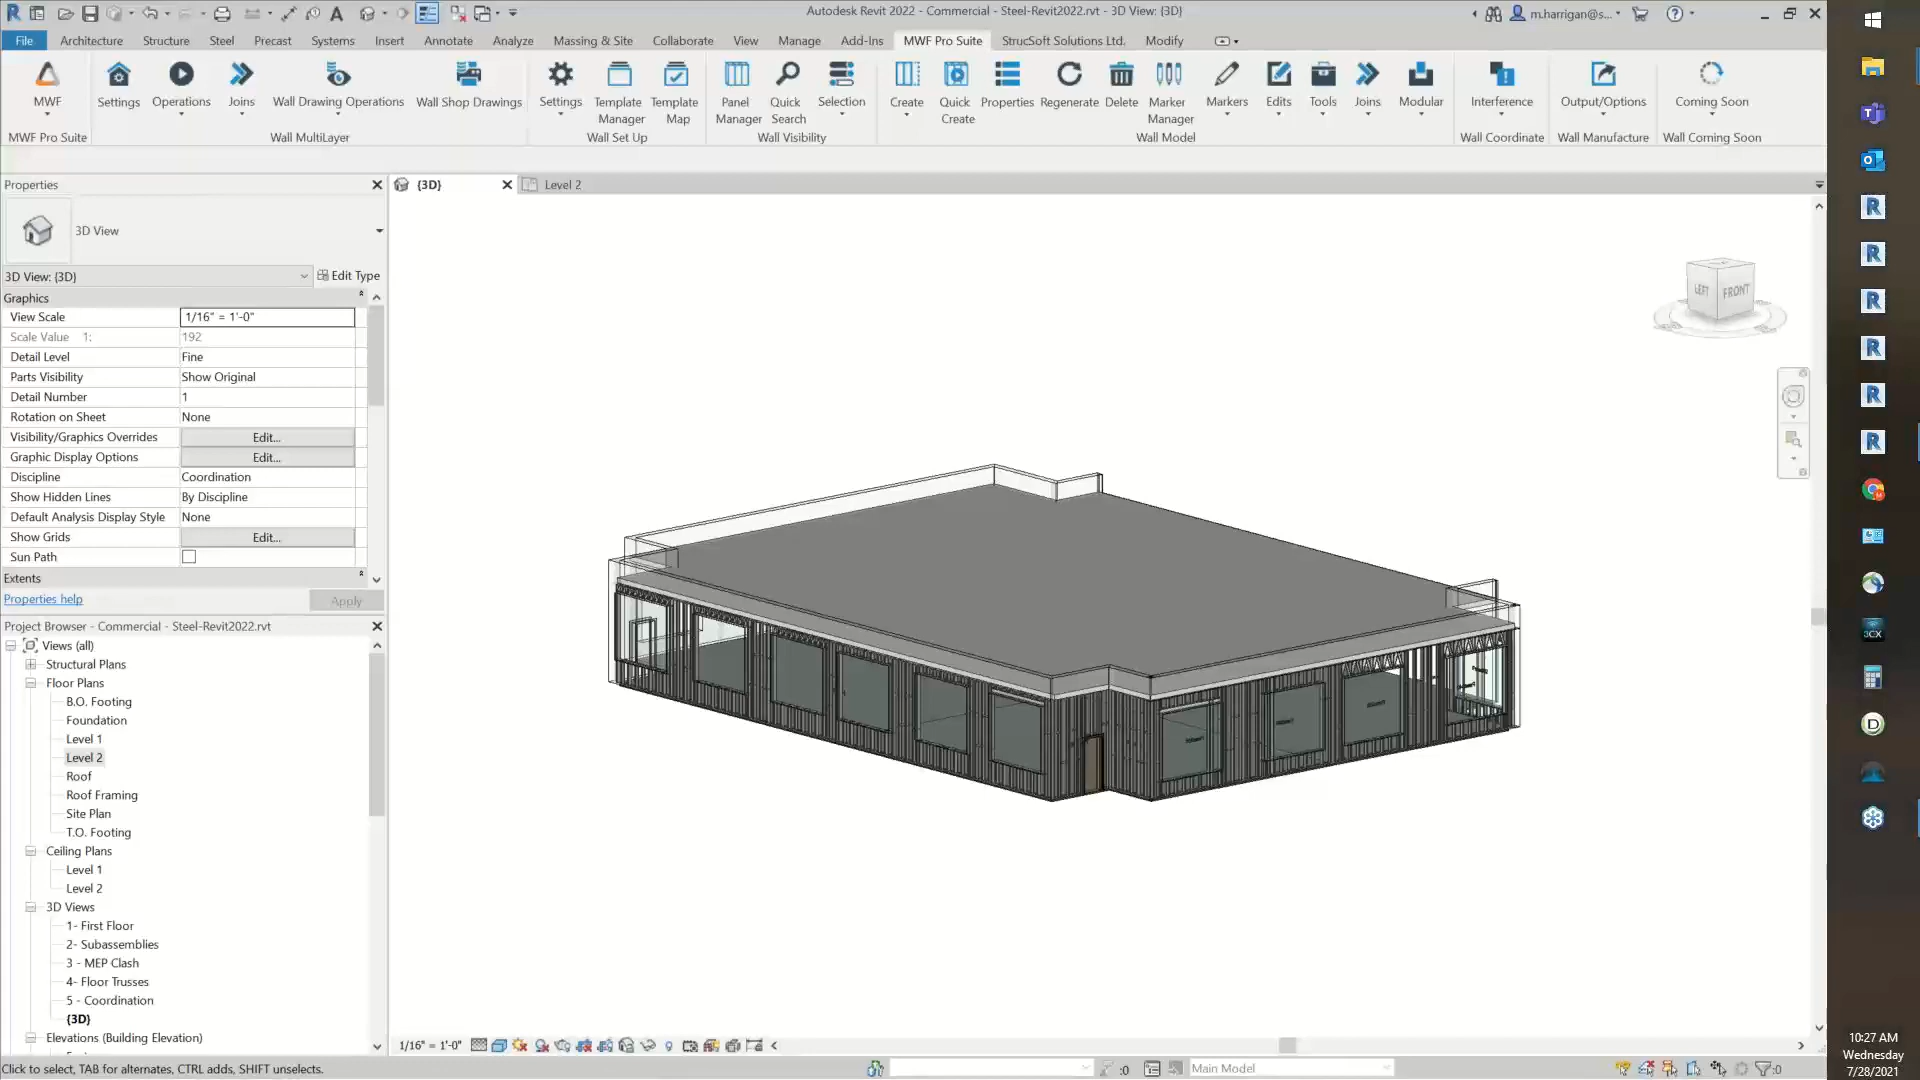 Autodesk Revit 2022 - Commercial - Steel-Revit2022.rvt - 3D View: {3D}
m.harrigan@s...
File Architecture Structure Steel Precast Systems Insert Annotate Analyze Massing & Site Collaborate View Manage Add-Ins MWF Pro Suite StrucSoft Solutions Ltd. Modify
MWF Settings Operations Joins Wall Drawing Operations Wall Shop Drawings Settings Template Manager Template Map Panel Manager Quick Search Selection Create Quick Create Properties Regenerate Delete Marker Manager Markers Edits Tools Joins Modular Interference Output/Options Coming Soon
MWF Pro Suite Wall MultiLayer Wall Set Up Wall Visibility Wall Model Wall Coordinate Wall Manufacture Wall Coming Soon
Properties
{3D}
Level 2
3D View
3D View: {3D}
Edit Type
Graphics
View Scale 1/16" = 1'-0"
Scale Value 1: 192
Detail Level Fine
Parts Visibility Show Original
Detail Number 1
Rotation on Sheet None
Visibility/Graphics Overrides Edit...
Graphic Display Options Edit...
Discipline Coordination
Show Hidden Lines By Discipline
Default Analysis Display Style None
Show Grids Edit...
Sun Path
Extents
Properties help
Apply
Project Browser - Commercial - Steel-Revit2022.rvt
Views (all)
Structural Plans
Floor Plans
B.O. Footing
Foundation
Level 1
Level 2
Roof
Roof Framing
Site Plan
T.O. Footing
Ceiling Plans
Level 1
Level 2
3D Views
1- First Floor
2- Subassemblies
3 - MEP Clash
4- Floor Trusses
5 - Coordination
{3D}
Elevations (Building Elevation)
LEFT FRONT
1/16" = 1'-0"
Click to select, TAB for alternates, CTRL adds, SHIFT unselects.
:0
Main Model
:0
3CX
10:27 AM
Wednesday
7/28/2021